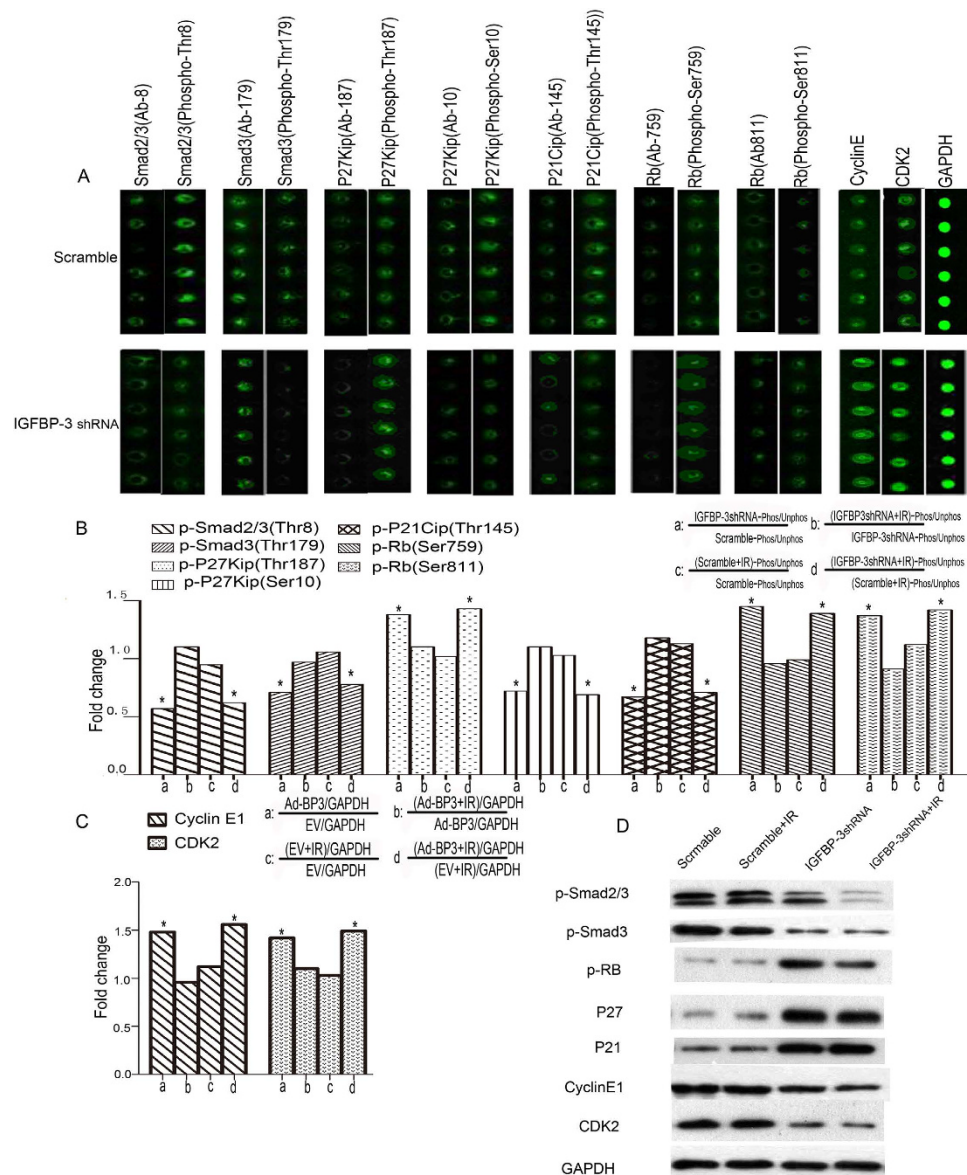 Smad2/3(Ab-8)
Smad2/3(Phospho-Thr8)
Smad3(Ab-179)
Smad3(Phospho-Thr179)
P27Kip(Ab-187)
P27Kip(Phospho-Thr187)
P27Kip(Ab-10)
P27Kip(Phospho-Ser10)
P21Cip(Ab-145)
P21Cip(Phospho-Thr145))
Rb(Ab-759)
Rb(Phospho-Ser759)
Rb(Ab811)
Rb(Phospho-Ser811)
CyclinE
CDK2
GAPDH
A
Scramble
IGFBP-3 shRNA
B
p-Smad2/3(Thr8)
p-Smad3(Thr179)
p-P27Kip(Thr187)
p-P27Kip(Ser10)
p-P21Cip(Thr145)
p-Rb(Ser759)
p-Rb(Ser811)
a: IGFBP-3shRNA-Phos/Unphos
Scramble-Phos/Unphos
b: (IGFBP3shRNA+IR)-Phos/Unphos
IGFBP-3shRNA-Phos/Unphos
c: (Scramble+IR)-Phos/Unphos
Scramble-Phos/Unphos
d (IGFBP-3shRNA+IR)-Phos/Unphos
(Scramble+IR)-Phos/Unphos
Fold change
1.5
1.0
0.5
0.0
* * * * * * * * * * * * * *
a b c d a b c d a b c d a b c d a b c d a b c d a b c d
C
Cyclin E1
CDK2
a: Ad-BP3/GAPDH
EV/GAPDH
b: (Ad-BP3+IR)/GAPDH
Ad-BP3/GAPDH
c: (EV+IR)/GAPDH
EV/GAPDH
d (Ad-BP3+IR)/GAPDH
(EV+IR)/GAPDH
Fold change
2.0
1.5
1.0
0.5
0.0
* * * *
a b c d a b c d
D
Scrmable
Scramble+IR
IGFBP-3shRNA
IGFBP-3shRNA+IR
p-Smad2/3
p-Smad3
p-RB
P27
P21
CyclinE1
CDK2
GAPDH